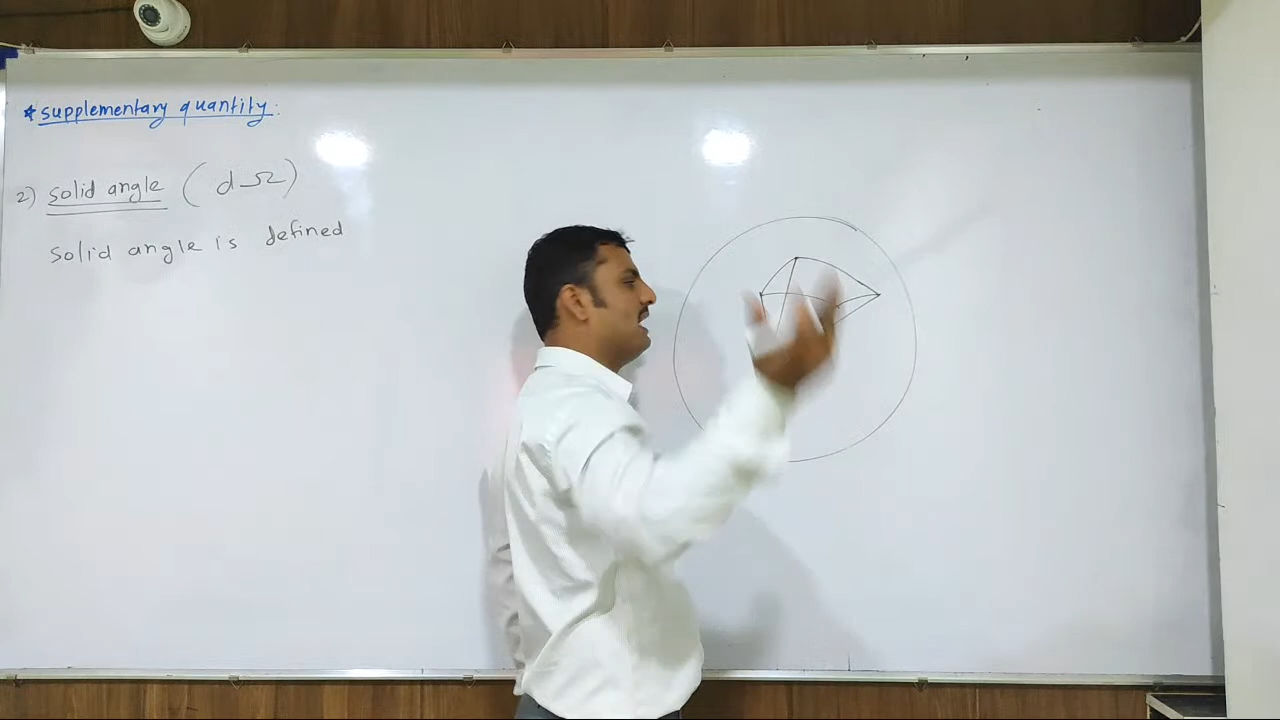 * supplementary quantity:
2) solid angle (dΩ)
solid angle is defined